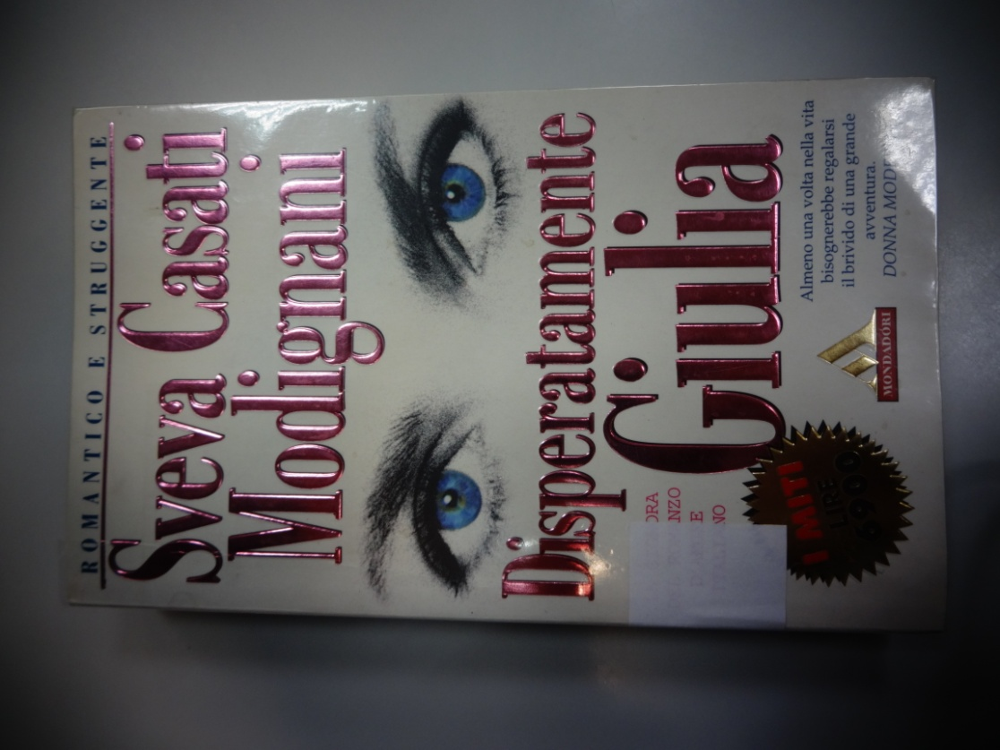 ROMANTICO E STRUGGENTE
Sveva Casati
Modignani
Disperatamente
Giulia
Almeno una volta nella vita
bisognerebbe regalarsi
il brivido di una grande
avventura.
DONNA MODE
MONDADORI
I MITI
LIRE
6900